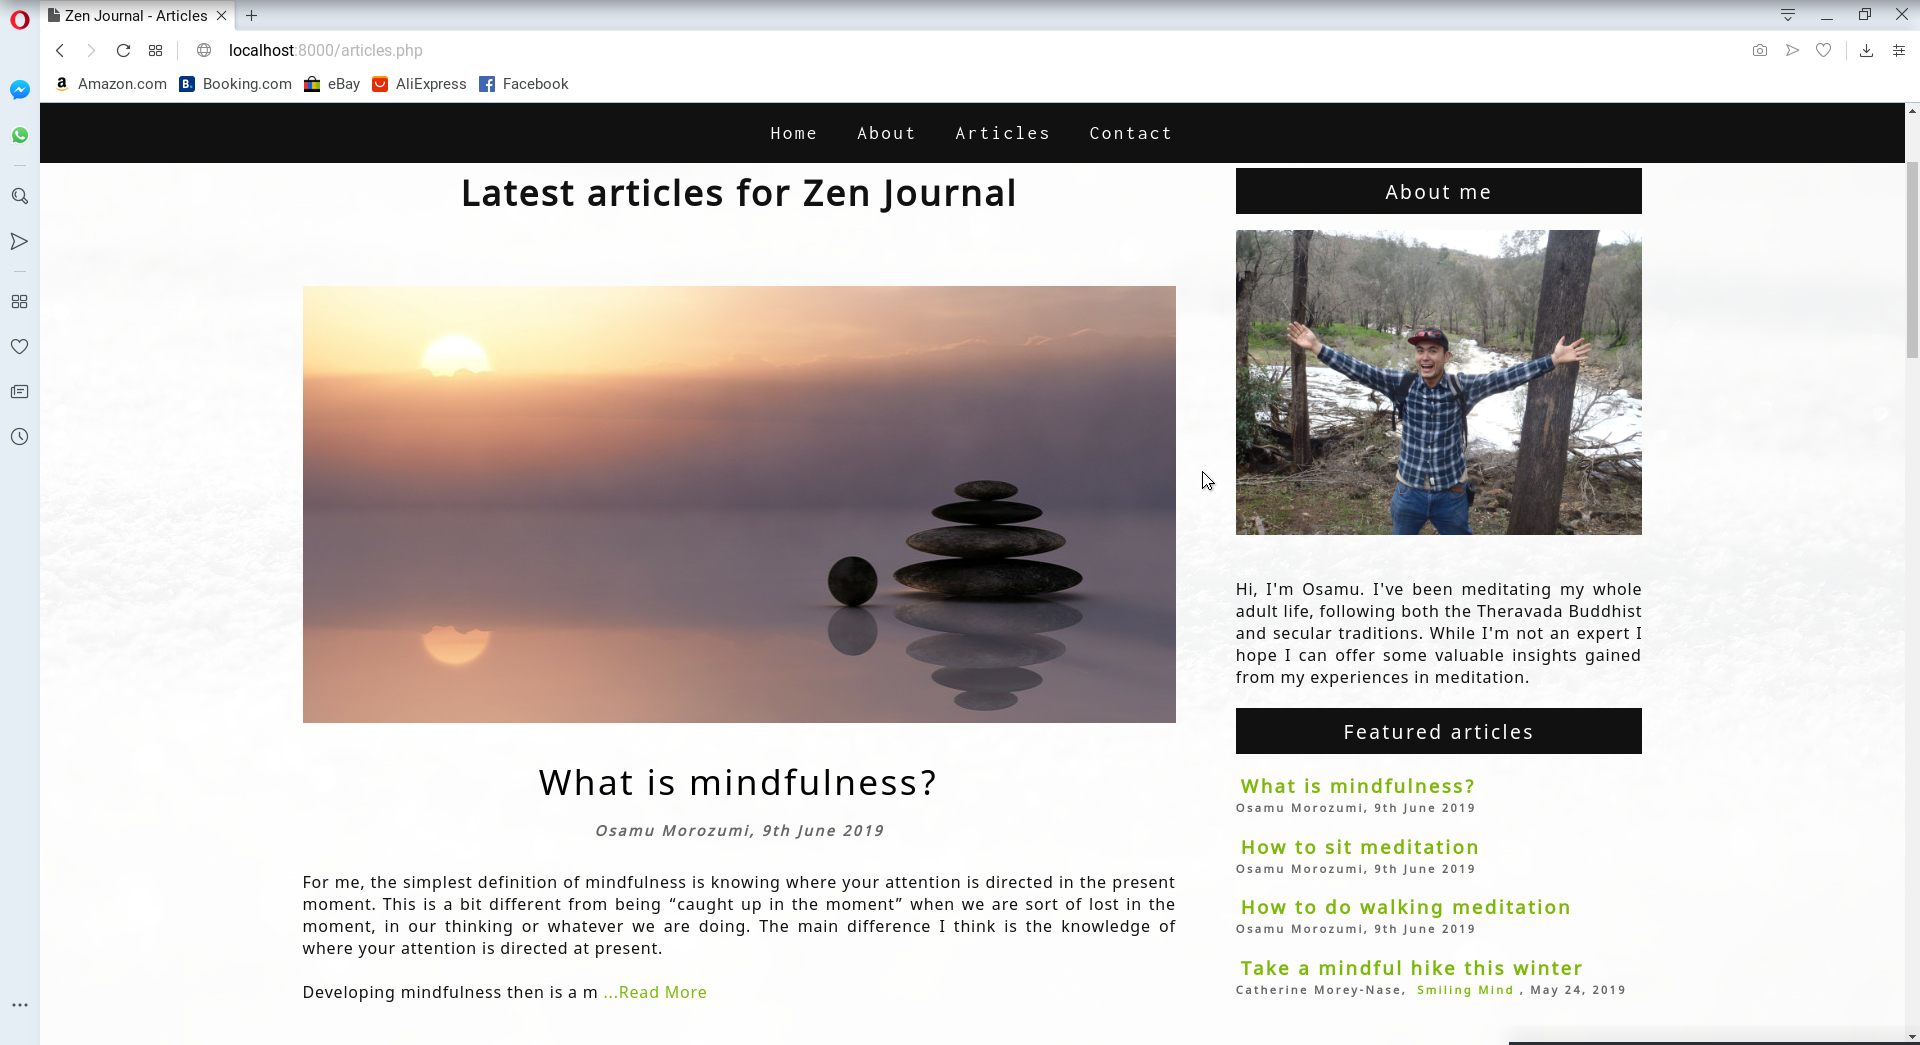 Zen Journal - Articles
localhost:8000/articles.php
Amazon.com Booking.com eBay AliExpress Facebook
Home About Articles Contact
Latest articles for Zen Journal
What is mindfulness?
Osamu Morozumi, 9th June 2019
For me, the simplest definition of mindfulness is knowing where your attention is directed in the present
moment. This is a bit different from being “caught up in the moment” when we are sort of lost in the
moment, in our thinking or whatever we are doing. The main difference I think is the knowledge of
where your attention is directed at present.
Developing mindfulness then is a m ...Read More
About me
Hi, I'm Osamu. I've been meditating my whole
adult life, following both the Theravada Buddhist
and secular traditions. While I'm not an expert I
hope I can offer some valuable insights gained
from my experiences in meditation.
Featured articles
What is mindfulness?
Osamu Morozumi, 9th June 2019
How to sit meditation
Osamu Morozumi, 9th June 2019
How to do walking meditation
Osamu Morozumi, 9th June 2019
Take a mindful hike this winter
Catherine Morey-Nase, Smiling Mind , May 24, 2019